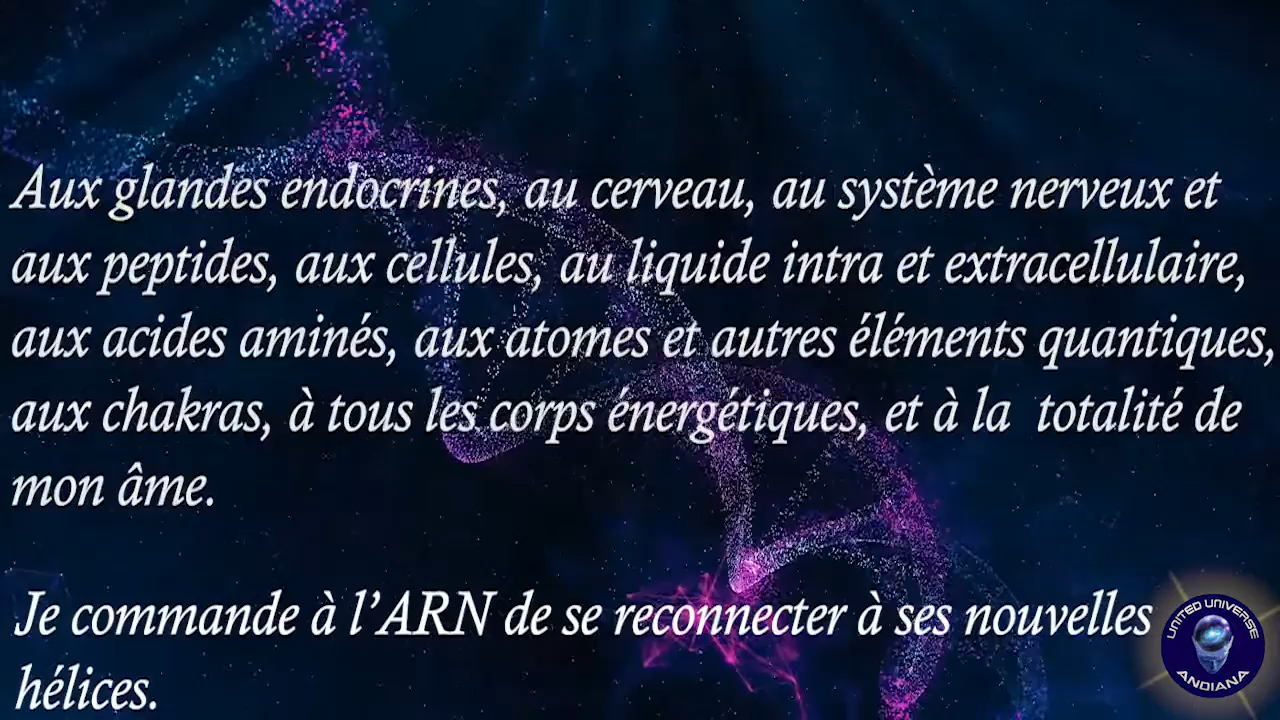 Aux glandes endocrines, au cerveau, au système nerveux et
aux peptides, aux cellules, au liquide intra et extracellulaire,
aux acides aminés, aux atomes et autres éléments quantiques,
aux chakras, à tous les corps énergétiques, et à la totalité de
mon âme.
Je commande à l’ARN de se reconnecter à ses nouvelles
hélices.
UNITED UNIVERSE
ANDIANA